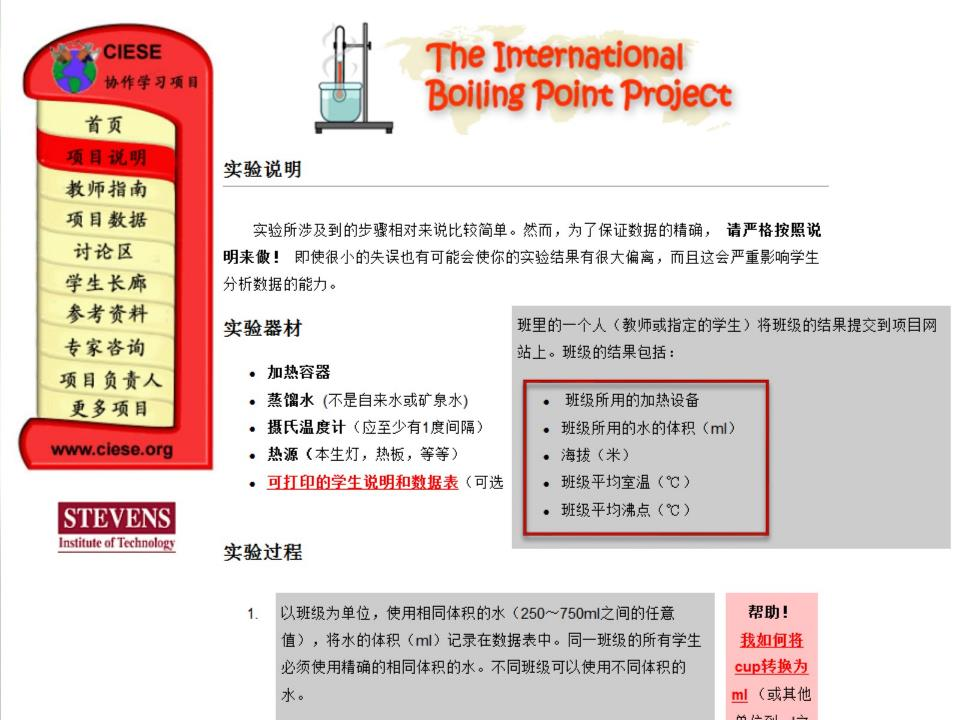 CIESE
协作学习项目
首页
项目说明
教师指南
项目数据
讨论区
学生长廊
参考资料
专家咨询
项目负责人
更多项目
www.ciese.org
STEVENS
Institute of Technology
The International
Boiling Point Project
实验说明
实验所涉及到的步骤相对来说比较简单。然而，为了保证数据的精确， 请严格按照说
明来做！ 即使很小的失误也有可能会使你的实验结果有很大偏离，而且这会严重影响学生
分析数据的能力。
实验器材
• 加热容器
• 蒸馏水 (不是自来水或矿泉水)
• 摄氏温度计（应至少有1度间隔）
• 热源（本生灯，热板，等等）
• 可打印的学生说明和数据表（可选
班里的一个人（教师或指定的学生）将班级的结果提交到项目网
站上。班级的结果包括：
• 班级所用的加热设备
• 班级所用的水的体积（ml）
• 海拔（米）
• 班级平均室温（℃）
• 班级平均沸点（℃）
实验过程
1. 以班级为单位，使用相同体积的水（250～750ml之间的任意
值），将水的体积（ml）记录在数据表中。同一班级的所有学生
必须使用精确的相同体积的水。不同班级可以使用不同体积的
水。
帮助！
我如何将
cup转换为
ml （或其他